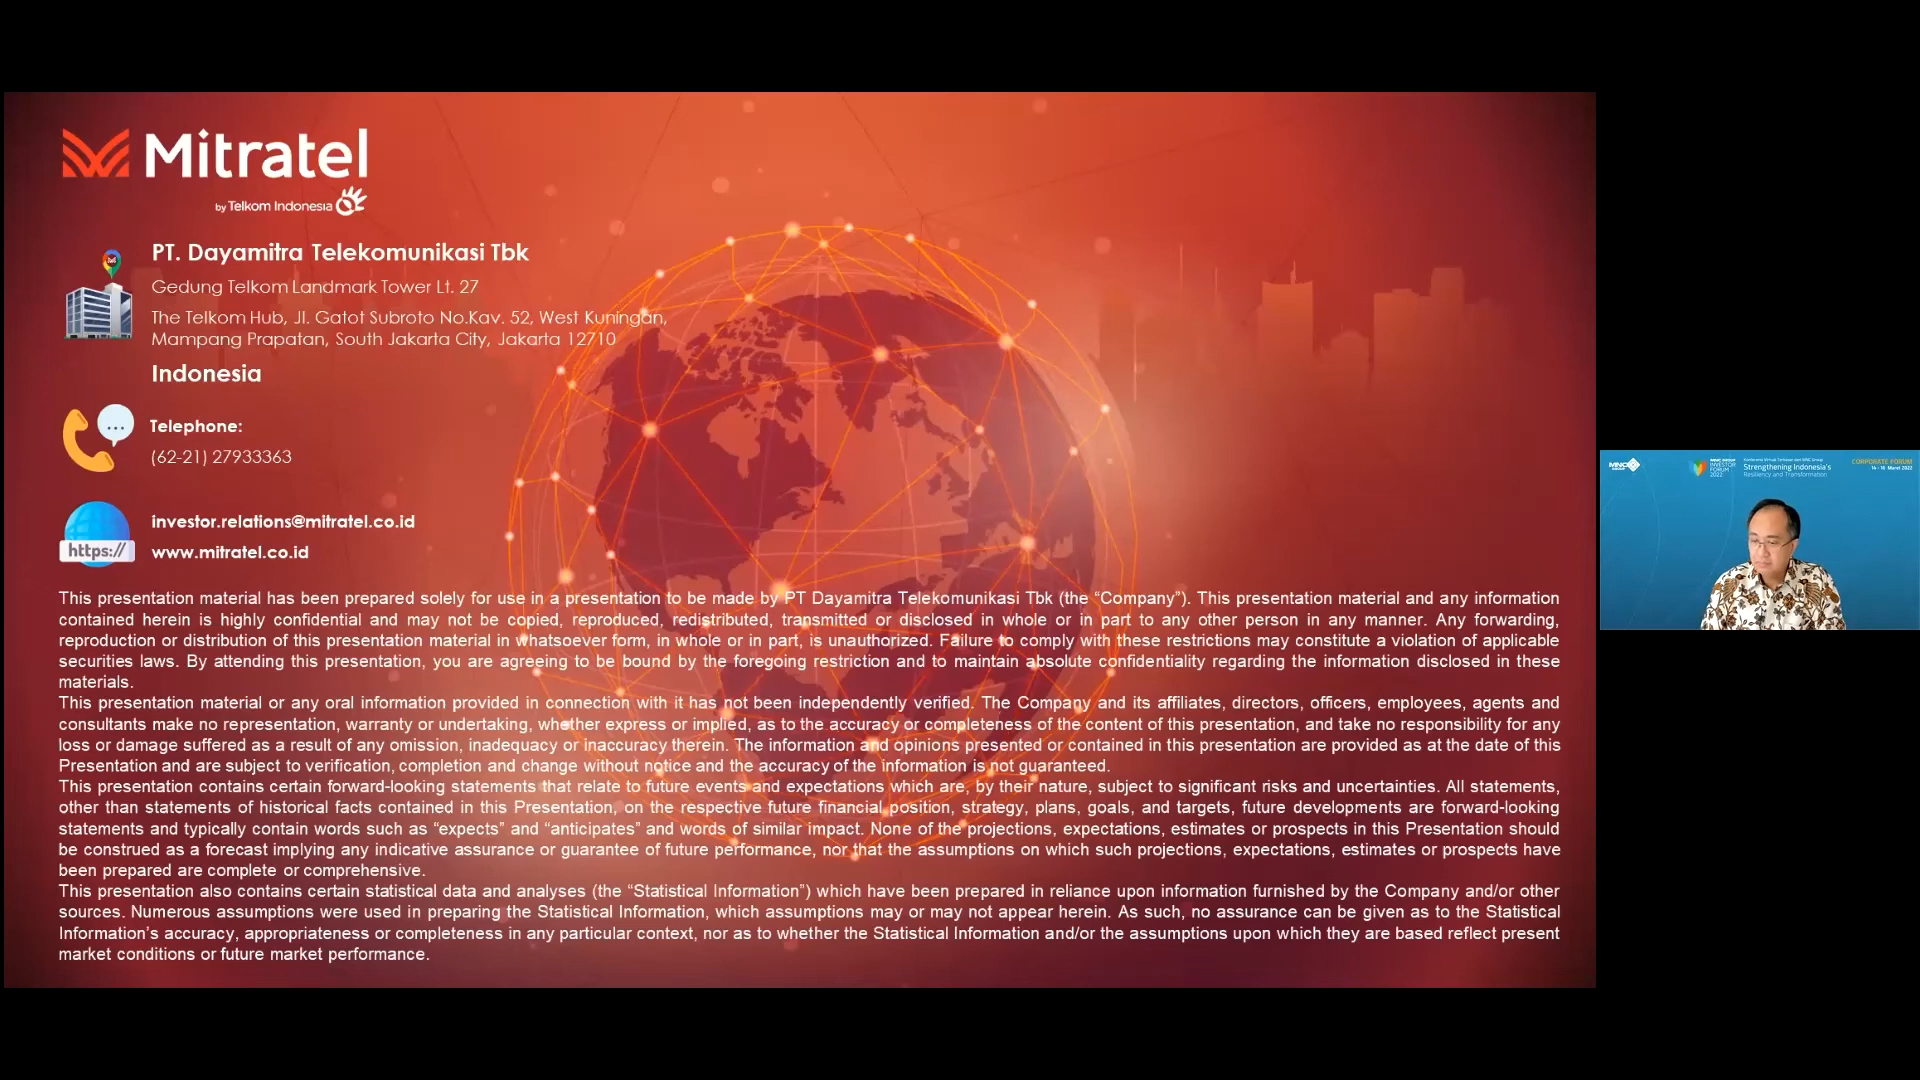 Mitratel
by Telkom Indonesia
PT. Dayamitra Telekomunikasi Tbk
Gedung Telkom Landmark Tower Lt. 27
The Telkom Hub, Jl. Gatot Subroto No.Kav. 52, West Kuningan,
Mampang Prapatan, South Jakarta City, Jakarta 12710
Indonesia
Telephone:
(62-21) 27933363
https://
investor.relations@mitratel.co.id
www.mitratel.co.id
This presentation material has been prepared solely for use in a presentation to be made by PT Dayamitra Telekomunikasi Tbk (the “Company”). This presentation material and any information
contained herein is highly confidential and may not be copied, reproduced, redistributed, transmitted or disclosed in whole or in part to any other person in any manner. Any forwarding,
reproduction or distribution of this presentation material in whatsoever form, in whole or in part, is unauthorized. Failure to comply with these restrictions may constitute a violation of applicable
securities laws. By attending this presentation, you are agreeing to be bound by the foregoing restriction and to maintain absolute confidentiality regarding the information disclosed in these
materials.
This presentation material or any oral information provided in connection with it has not been independently verified. The Company and its affiliates, directors, officers, employees, agents and
consultants make no representation, warranty or undertaking, whether express or implied, as to the accuracy or completeness of the content of this presentation, and take no responsibility for any
loss or damage suffered as a result of any omission, inadequacy or inaccuracy therein. The information and opinions presented or contained in this presentation are provided as at the date of this
Presentation and are subject to verification, completion and change without notice and the accuracy of the information is not guaranteed.
This presentation contains certain forward-looking statements that relate to future events and expectations which are, by their nature, subject to significant risks and uncertainties. All statements,
other than statements of historical facts contained in this Presentation, on the respective future financial position, strategy, plans, goals, and targets, future developments are forward-looking
statements and typically contain words such as “expects” and “anticipates” and words of similar impact. None of the projections, expectations, estimates or prospects in this Presentation should
be construed as a forecast implying any indicative assurance or guarantee of future performance, nor that the assumptions on which such projections, expectations, estimates or prospects have
been prepared are complete or comprehensive.
This presentation also contains certain statistical data and analyses (the “Statistical Information”) which have been prepared in reliance upon information furnished by the Company and/or other
sources. Numerous assumptions were used in preparing the Statistical Information, which assumptions may or may not appear herein. As such, no assurance can be given as to the Statistical
Information’s accuracy, appropriateness or completeness in any particular context, nor as to whether the Statistical Information and/or the assumptions upon which they are based reflect present
market conditions or future market performance.
MNC
GROUP
MNC GROUP
INVESTOR
FORUM
2022
Konferensi Virtual Terbesar dari MNC Group
Strengthening Indonesia's
Resiliency and Transformation
CORPORATE FORUM
14 - 16 Maret 2022